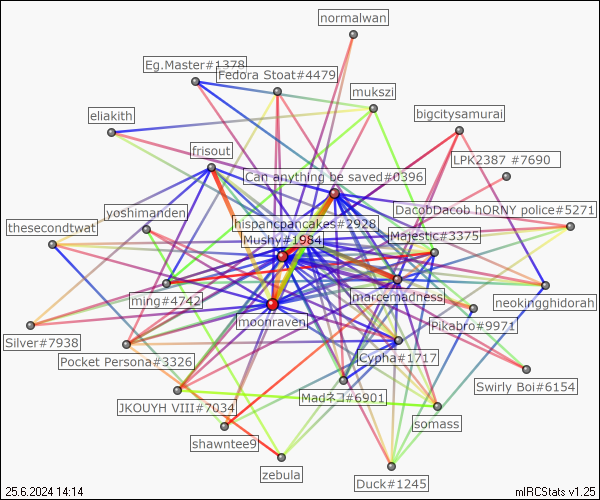 normalwan
Eg.Master#1378
Fedora Stoat#4479
mukszi
eliakith
bigcitysamurai
frisout
LPK2387 #7690
Can anything be saved#0396
yoshimanden
DacobDacob hORNY police#5271
thesecondtwat
hispancpancakes#2928
Majestic#3375
Mushy#1984
ming#4742
marcemadness
neokingghidorah
moonraven
Pikabro#9971
Silver#7938
Pocket Persona#3326
Cypha#1717
Swirly Boi#6154
JKOUYH VIII#7034
Madネコ#6901
somass
shawntee9
zebula
Duck#1245
25.6.2024 14:14
mIRCStats v1.25